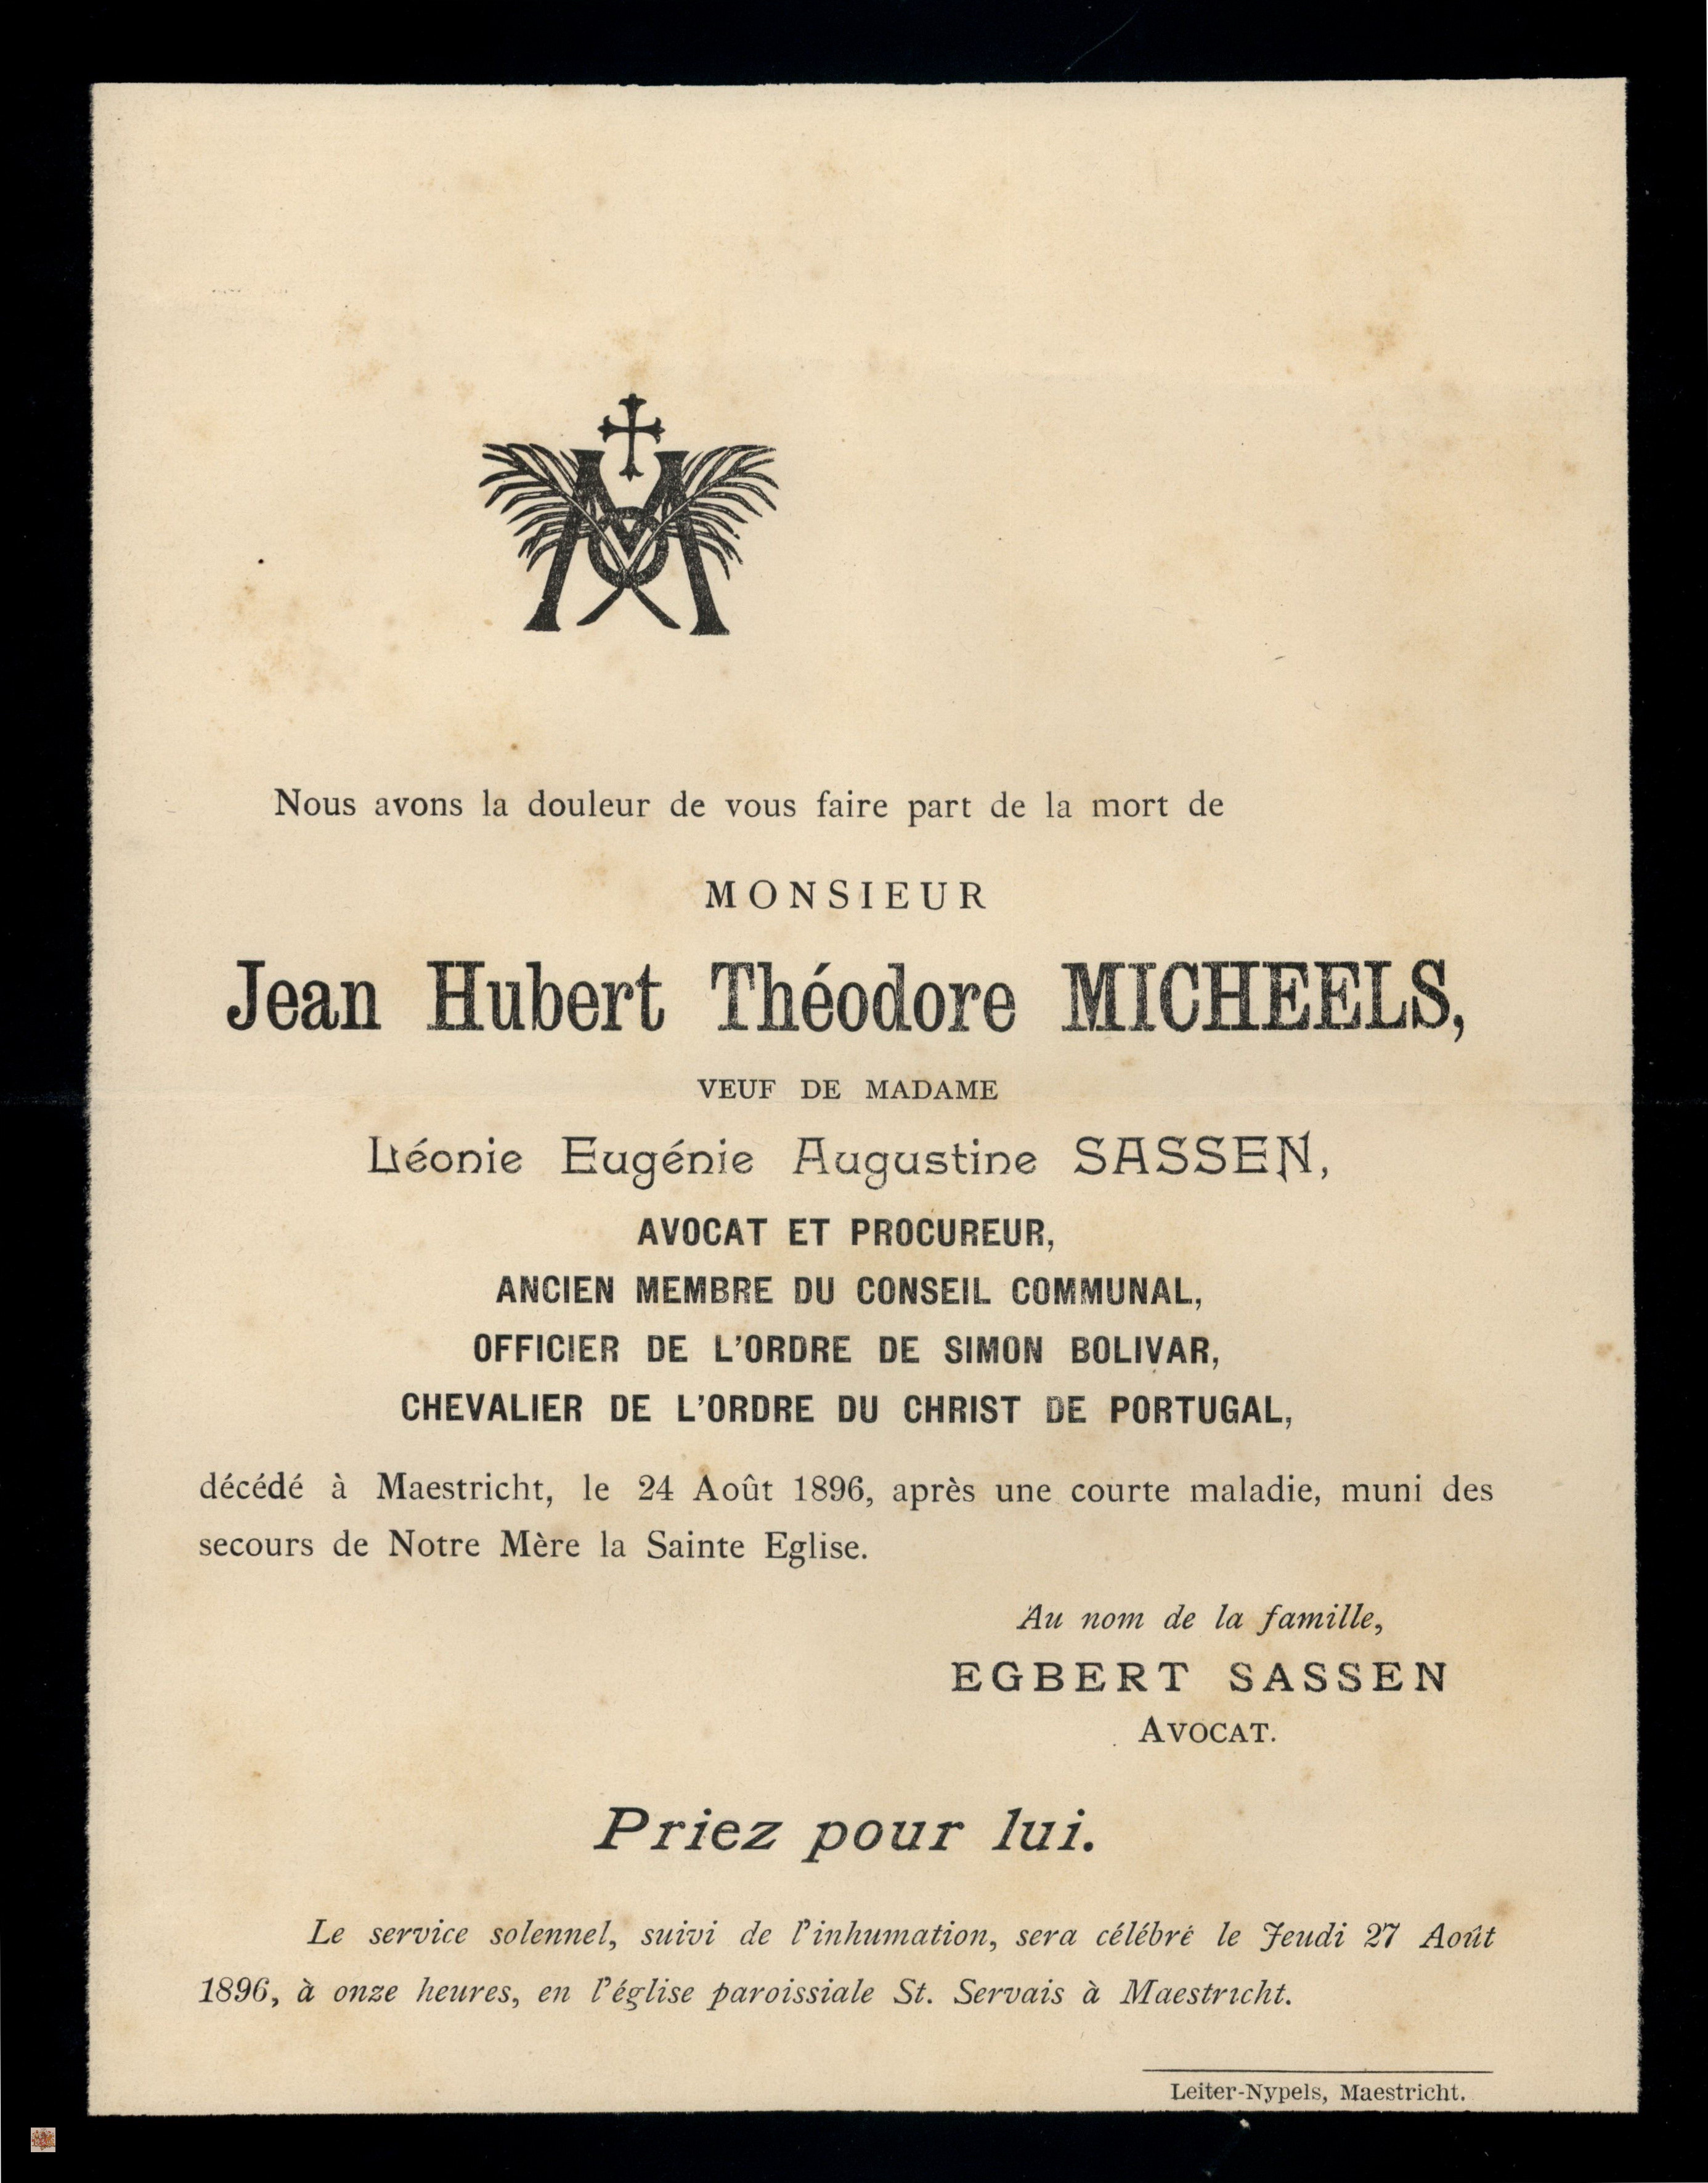 Nous avons la douleur de vous faire part de la mort de
MONSIEUR
Jean Hubert Théodore MICHEELS,
VEUF DE MADAME
Léonie Eugénie Augustine SASSEN,
AVOCAT ET PROCUREUR,
ANCIEN MEMBRE DU CONSEIL COMMUNAL,
OFFICIER DE L'ORDRE DE SIMON BOLIVAR,
CHEVALIER DE L'ORDRE DU CHRIST DE PORTUGAL,
décédé à Maestricht, le 24 Août 1896, après une courte maladie, muni des
secours de Notre Mère la Sainte Eglise.
Au nom de la famille,
EGBERT SASSEN
AVOCAT.
Priez pour lui.
Le service solennel, suivi de l'inhumation, sera célébré le Jeudi 27 Août
1896, à onze heures, en l'église paroissiale St. Servais à Maestricht.
Leiter-Nypels, Maestricht.